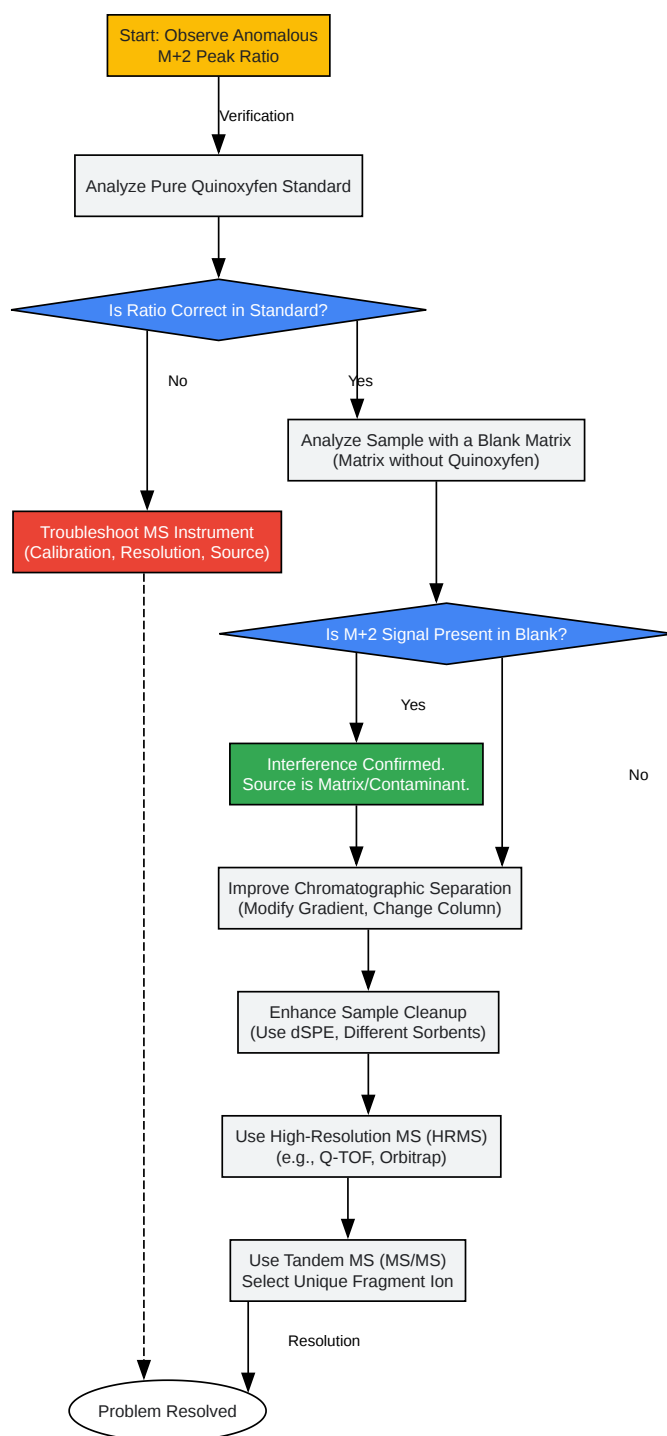 Start: Observe Anomalous
M+2 Peak Ratio
Verification
Analyze Pure Quinoxyfen Standard
Is Ratio Correct in Standard?
No
Yes
Analyze Sample with a Blank Matrix
(Matrix without Quinoxyfen)
Troubleshoot MS Instrument
(Calibration, Resolution, Source)
Is M+2 Signal Present in Blank?
Yes
No
Interference Confirmed.
Source is Matrix/Contaminant.
Improve Chromatographic Separation
(Modify Gradient, Change Column)
Enhance Sample Cleanup
(Use dSPE, Different Sorbents)
Use High-Resolution MS (HRMS)
(e.g., Q-TOF, Orbitrap)
Use Tandem MS (MS/MS)
Select Unique Fragment Ion
Resolution
Problem Resolved